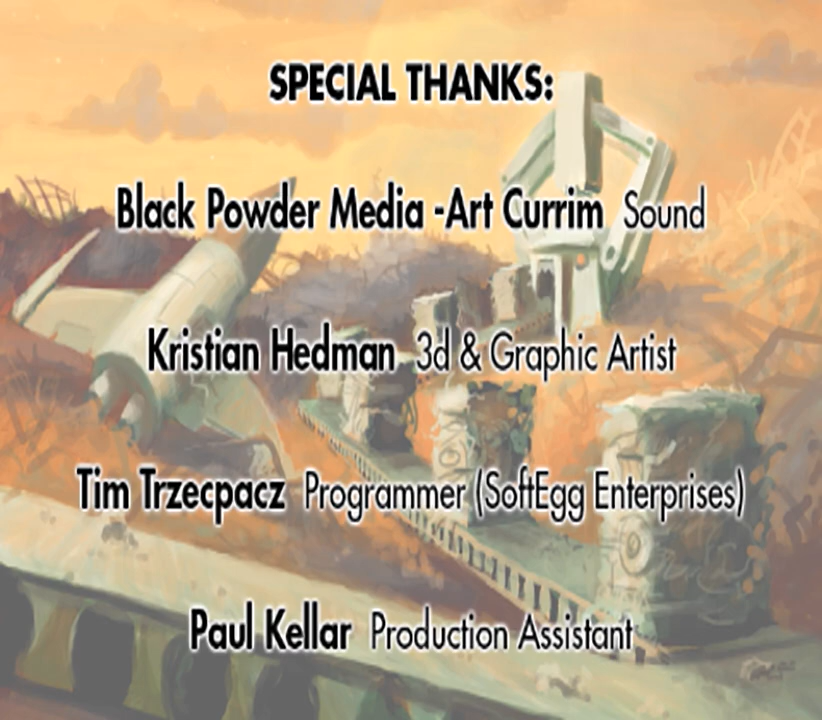 SPECIAL THANKS:
Black Powder Media -Art Currim Sound
Kristian Hedman 3d & Graphic Artist
Tim Trzecpacz Programmer (SoftEgg Enterprises)
Paul Kellar Production Assistant